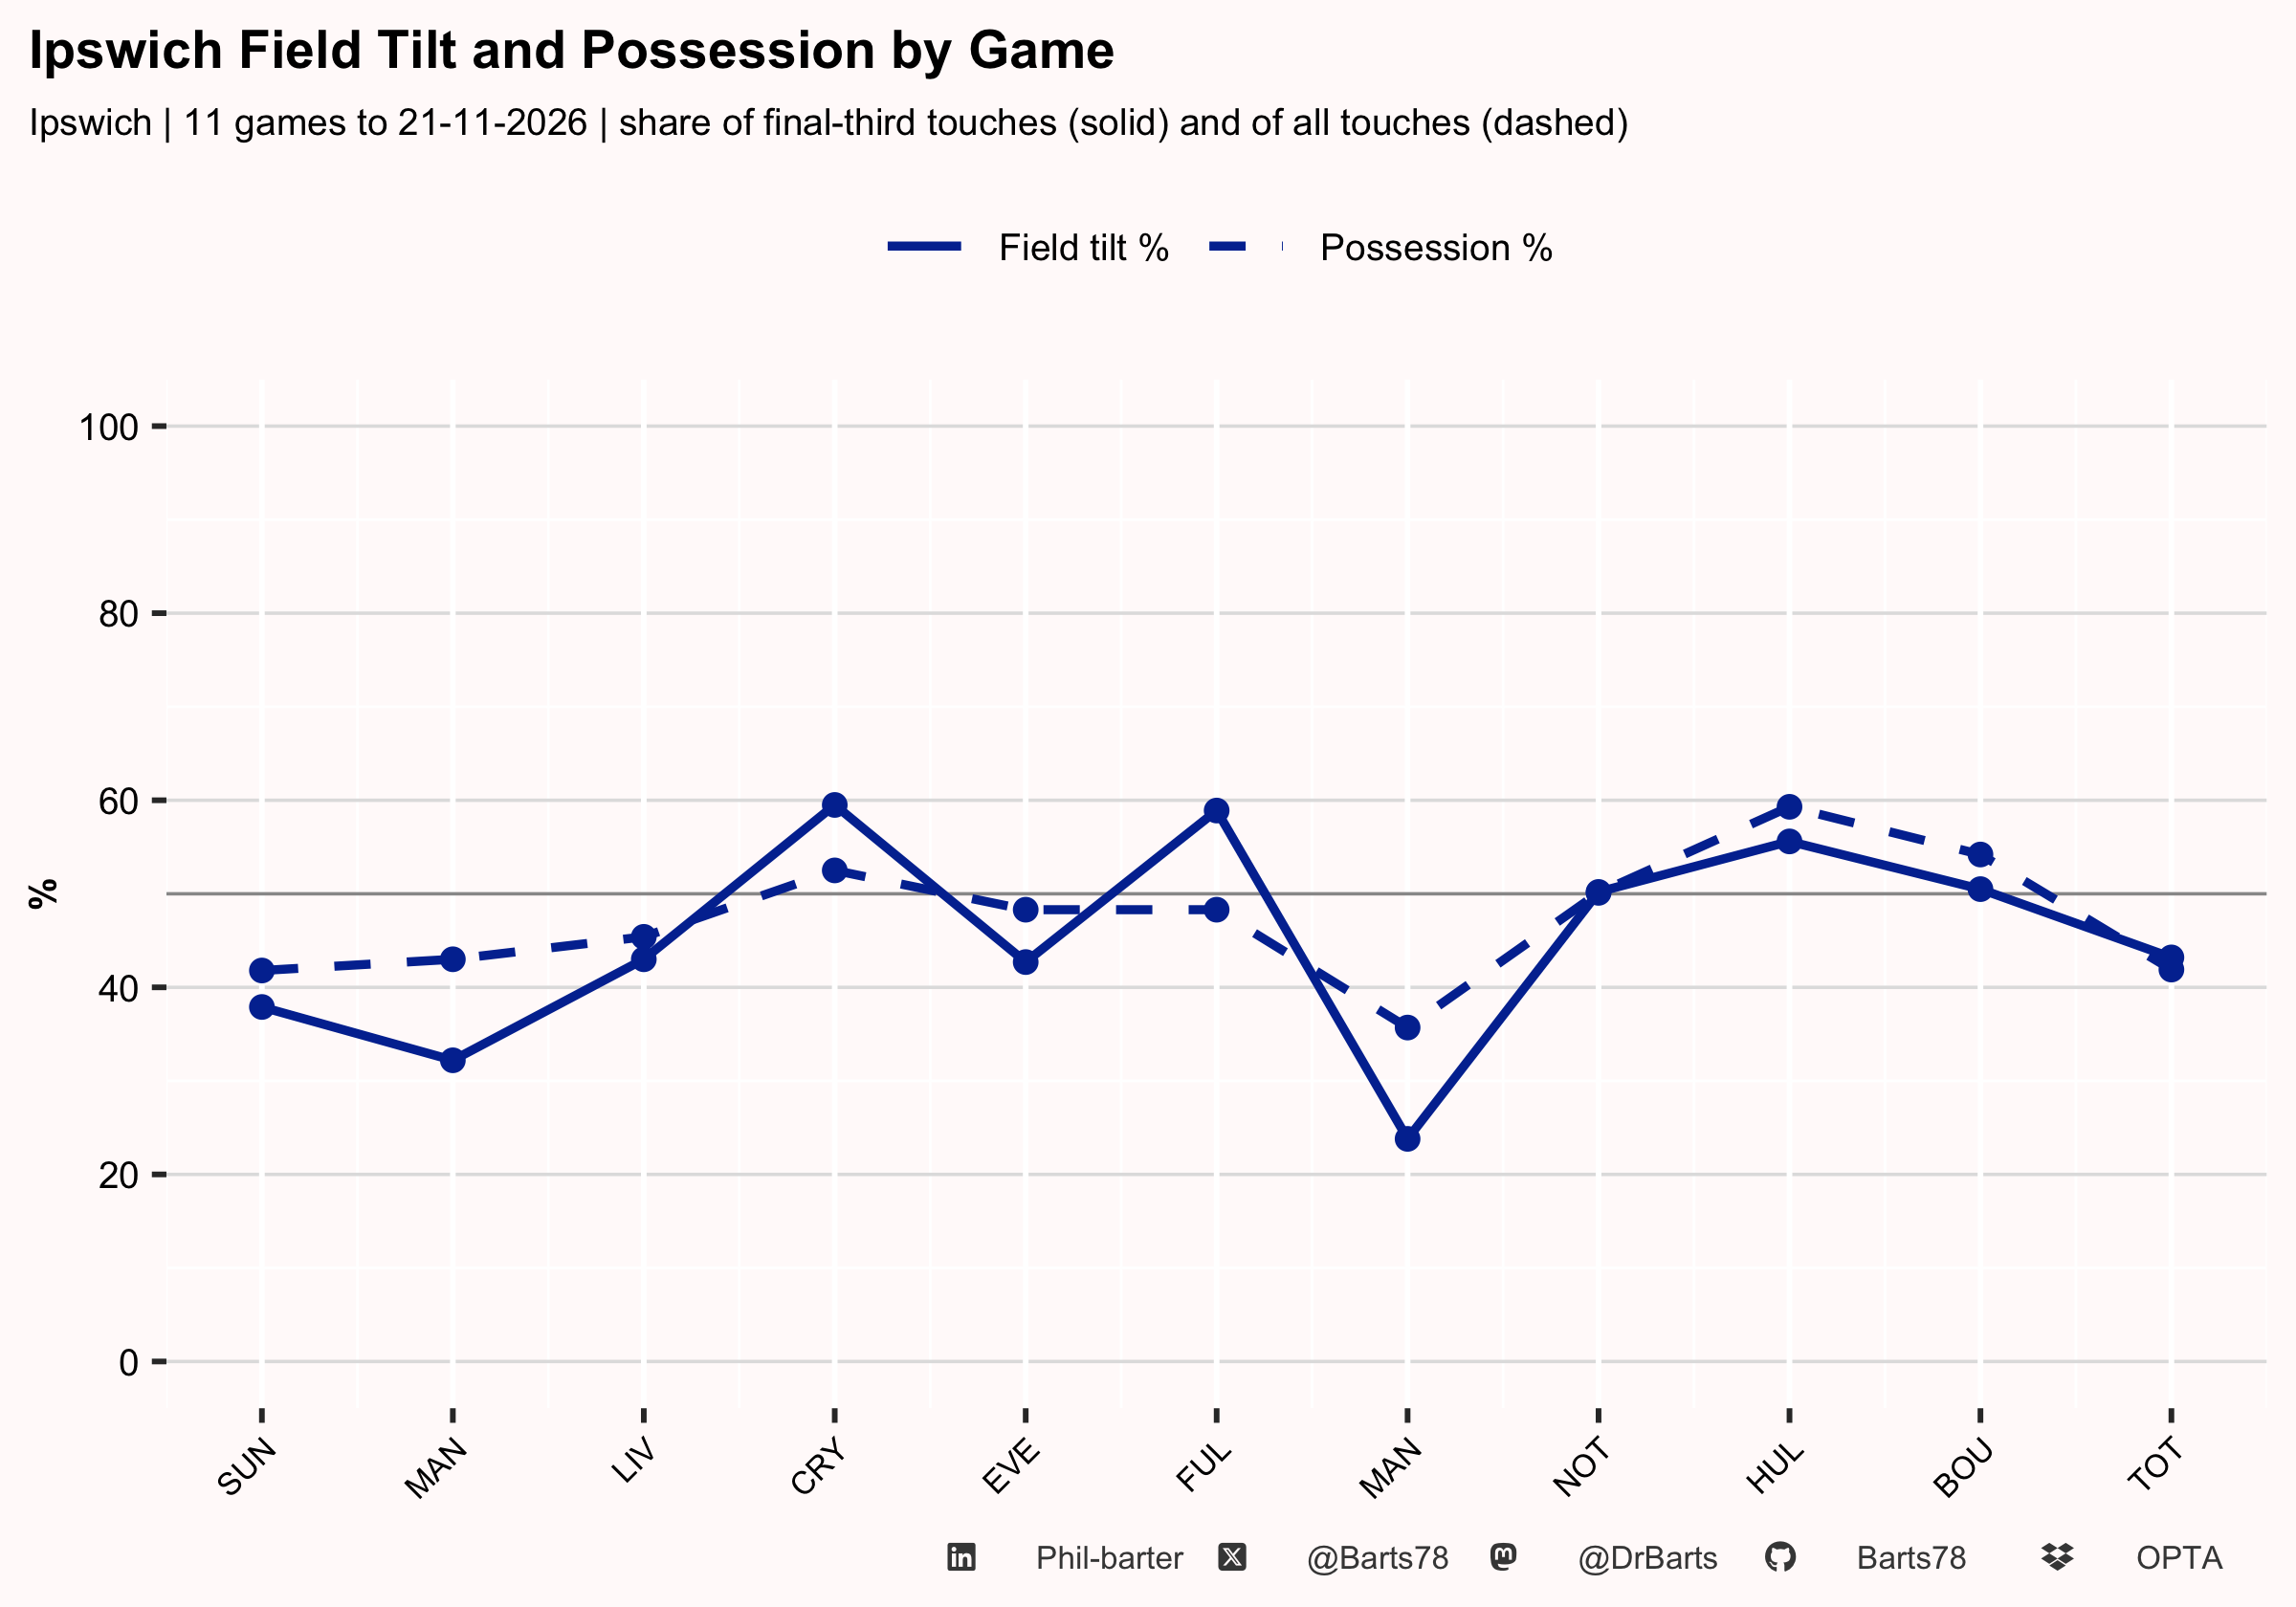 Ipswich Field Tilt and Possession by Game
Ipswich | 11 games to 21-11-2026 | share of final-third touches (solid) and of all touches (dashed)
Field tilt % Possession %
100
80
60
40
20
0
%
SUN MAN LIV CRY EVE FUL MAN NOT HUL BOU TOT
Phil-barter @Barts78 @DrBarts Barts78 OPTA